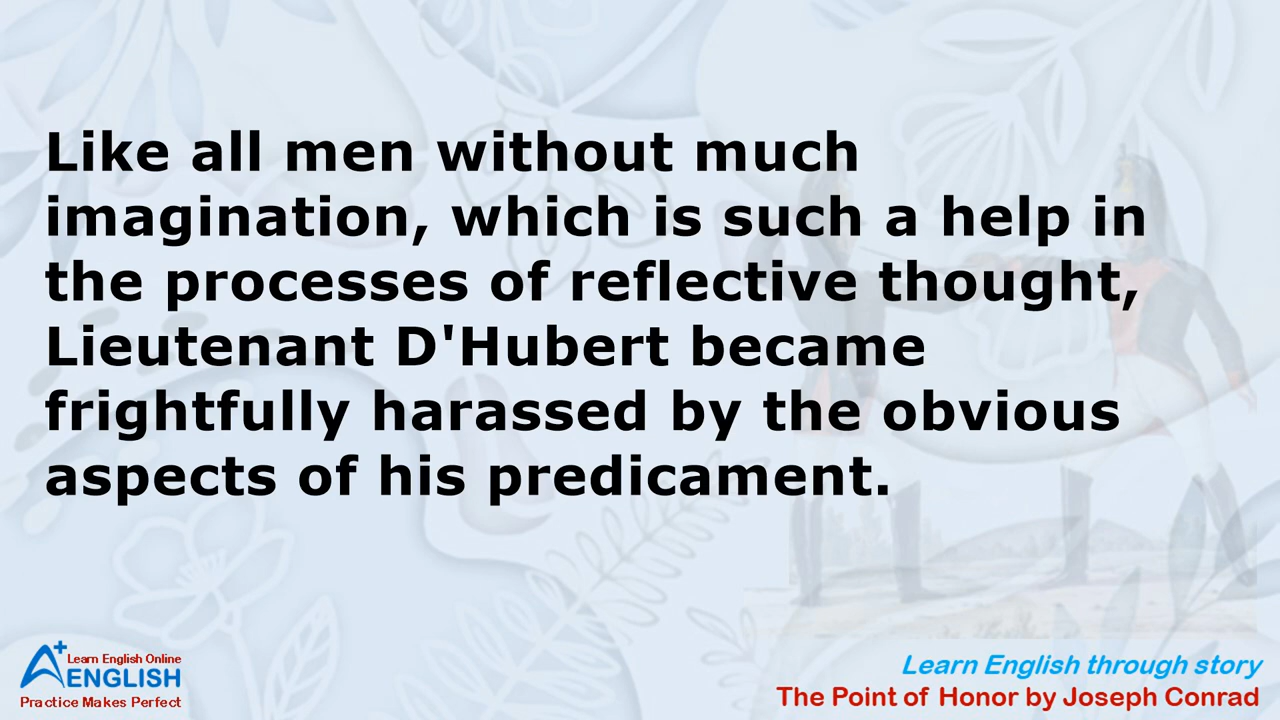 Like all men without much
imagination, which is such a help in
the processes of reflective thought,
Lieutenant D'Hubert became
frightfully harassed by the obvious
aspects of his predicament.
A+ Learn English Online
ENGLISH
Practice Makes Perfect
Learn English through story
The Point of Honor by Joseph Conrad